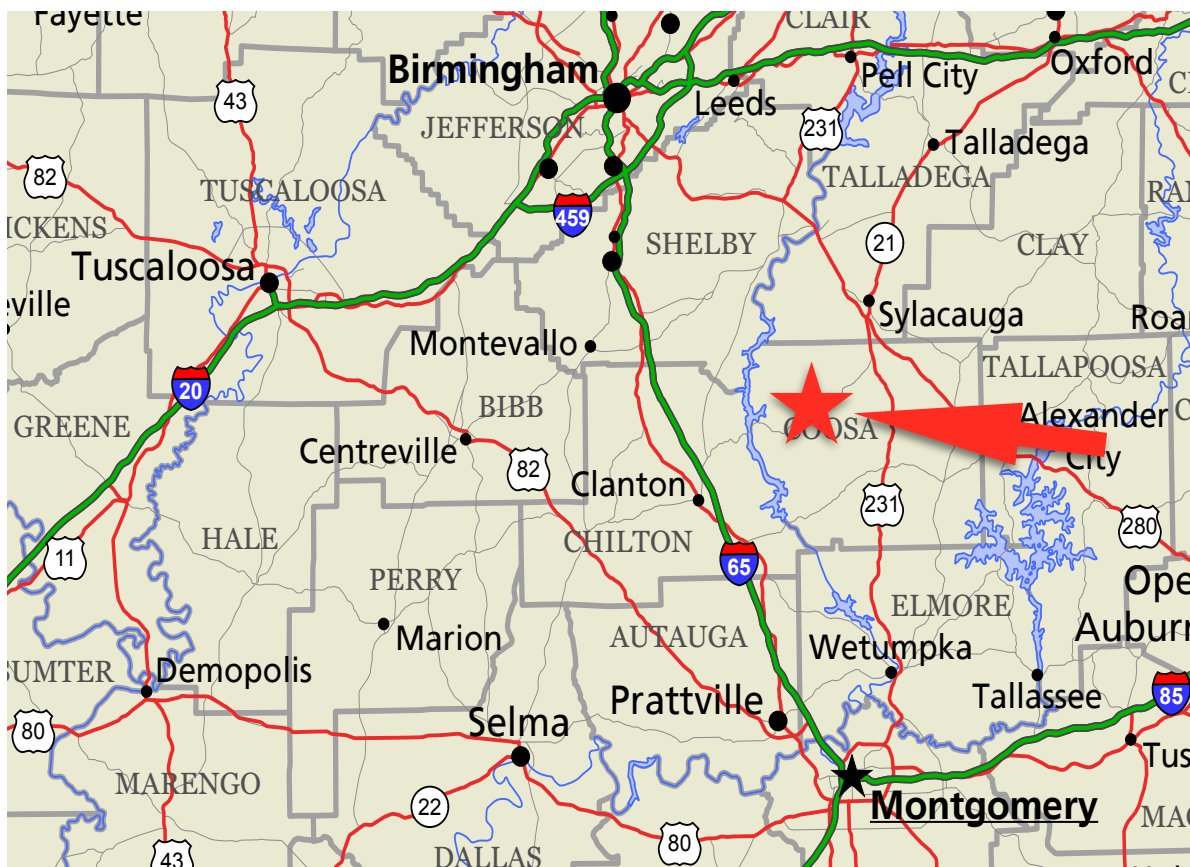 Fayette
CLAIR
Birmingham
Oxford
Pell City
Leeds
43
JEFFERSON
231
Talladega
82
TUSCALOOSA
TALLADEGA
459
ICKENS
SHELBY
21
CLAY
Tuscaloosa
eville
Sylacauga
Roa
Montevallo
TALLAPOOSA
20
BIBB
GREENE
COOSA
Alexander
City
Centreville
82
Clanton
231
280
HALE
CHILTON
11
65
PERRY
ELMORE
Ope
Marion
AUTAUGA
Auburn
Wetumpka
SUMTER
Demopolis
Tallassee
85
Prattville
80
Selma
Tus
MARENGO
22
Montgomery
MAC
80
43
DALLAS